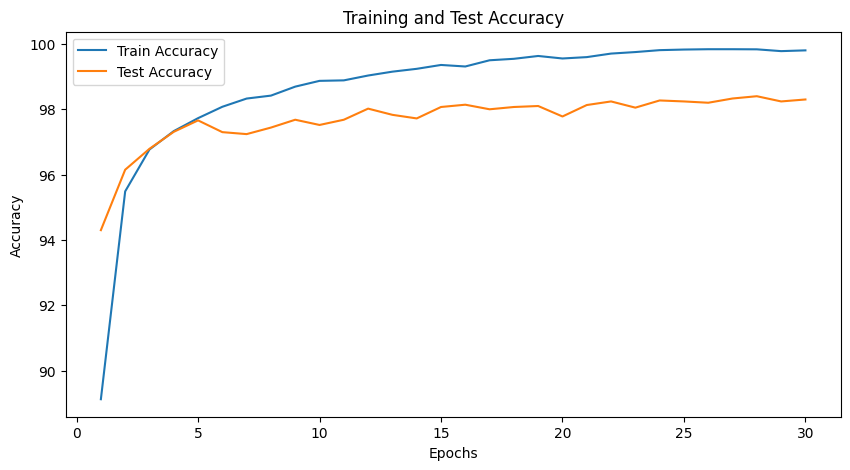 Training and Test Accuracy
Train Accuracy
Test Accuracy
100
98
96
94
92
90
Accuracy
0 5 10 15 20 25 30
Epochs